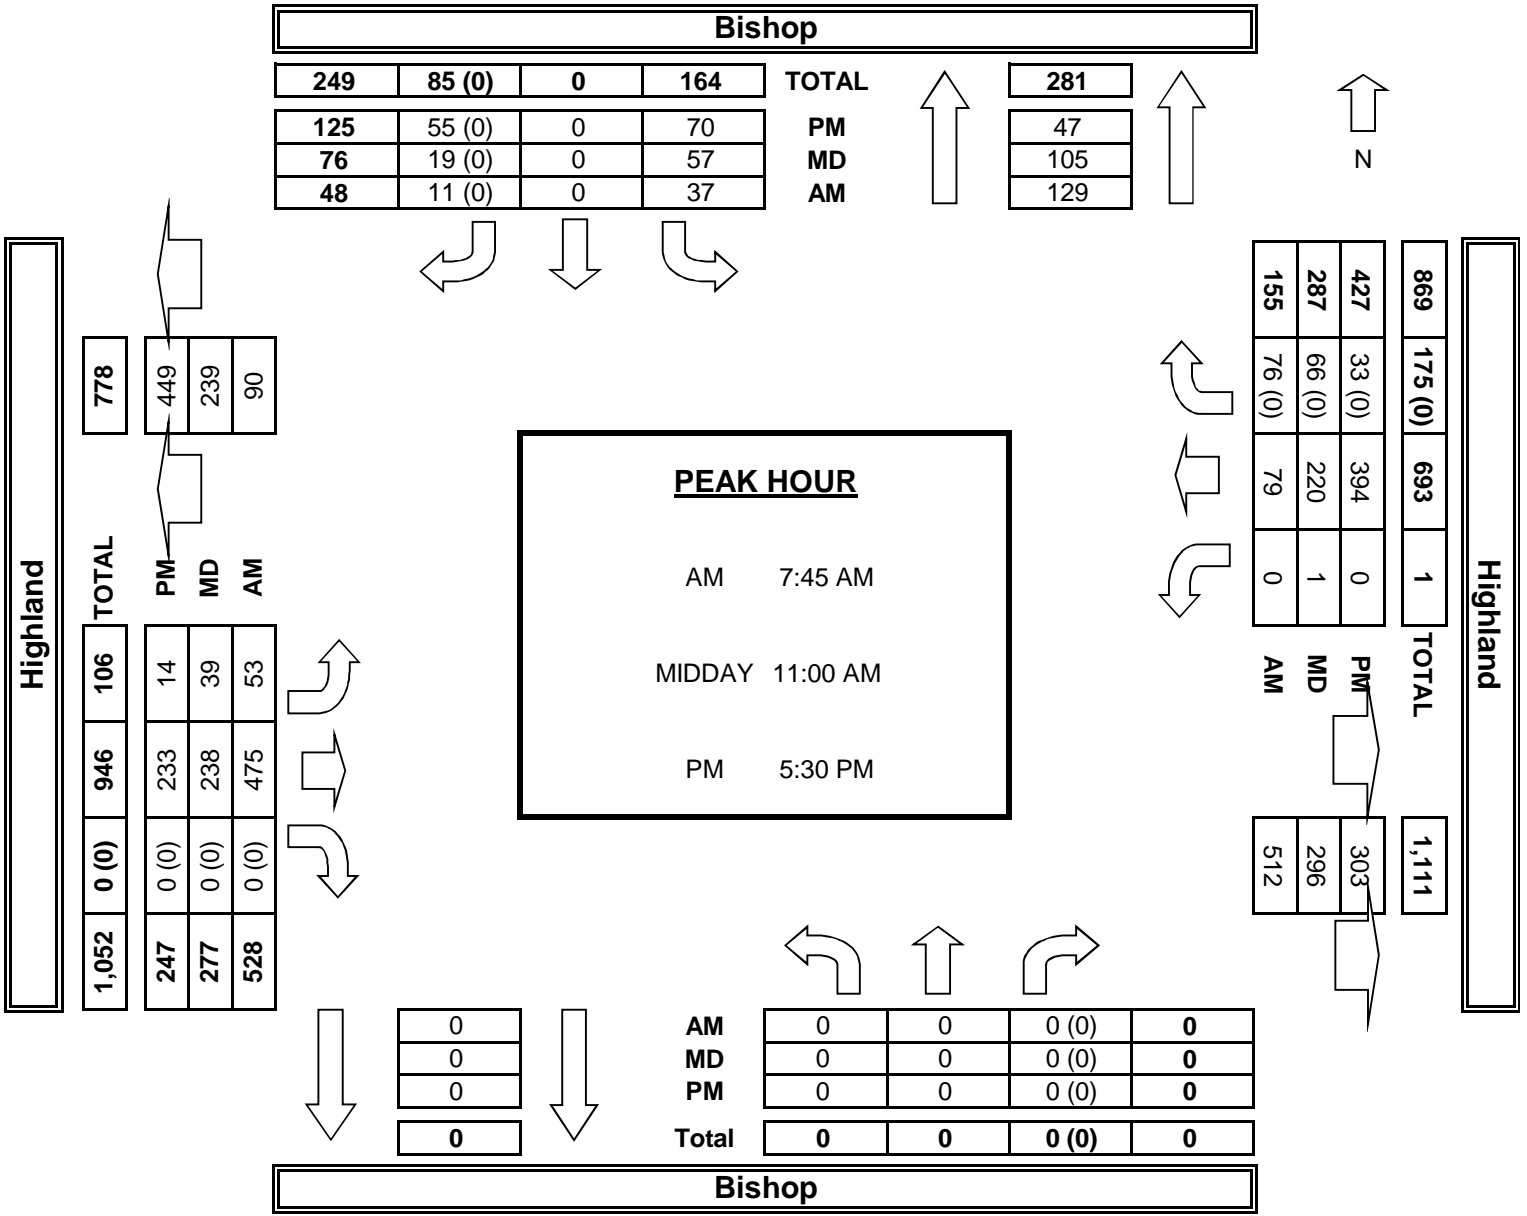 Bishop
249 85 (0) 0 164 TOTAL 281
125 55 (0) 0 70 PM 47
76 19 (0) 0 57 MD 105
48 11 (0) 0 37 AM 129
N
Highland
778
449
239
90
TOTAL
PM
MD
AM
106 946 0 (0) 1,052
14 233 0 (0) 247
39 238 0 (0) 277
53 475 0 (0) 528
PEAK HOUR
AM 7:45 AM
MIDDAY 11:00 AM
PM 5:30 PM
869 175 (0) 693 1 TOTAL
427 33 (0) 394 0 PM
287 66 (0) 220 1 MD
155 76 (0) 79 0 AM
1,111
303
296
512
Highland
0 AM 0 0 0 (0) 0
0 MD 0 0 0 (0) 0
0 PM 0 0 0 (0) 0
0 Total 0 0 0 (0) 0
Bishop